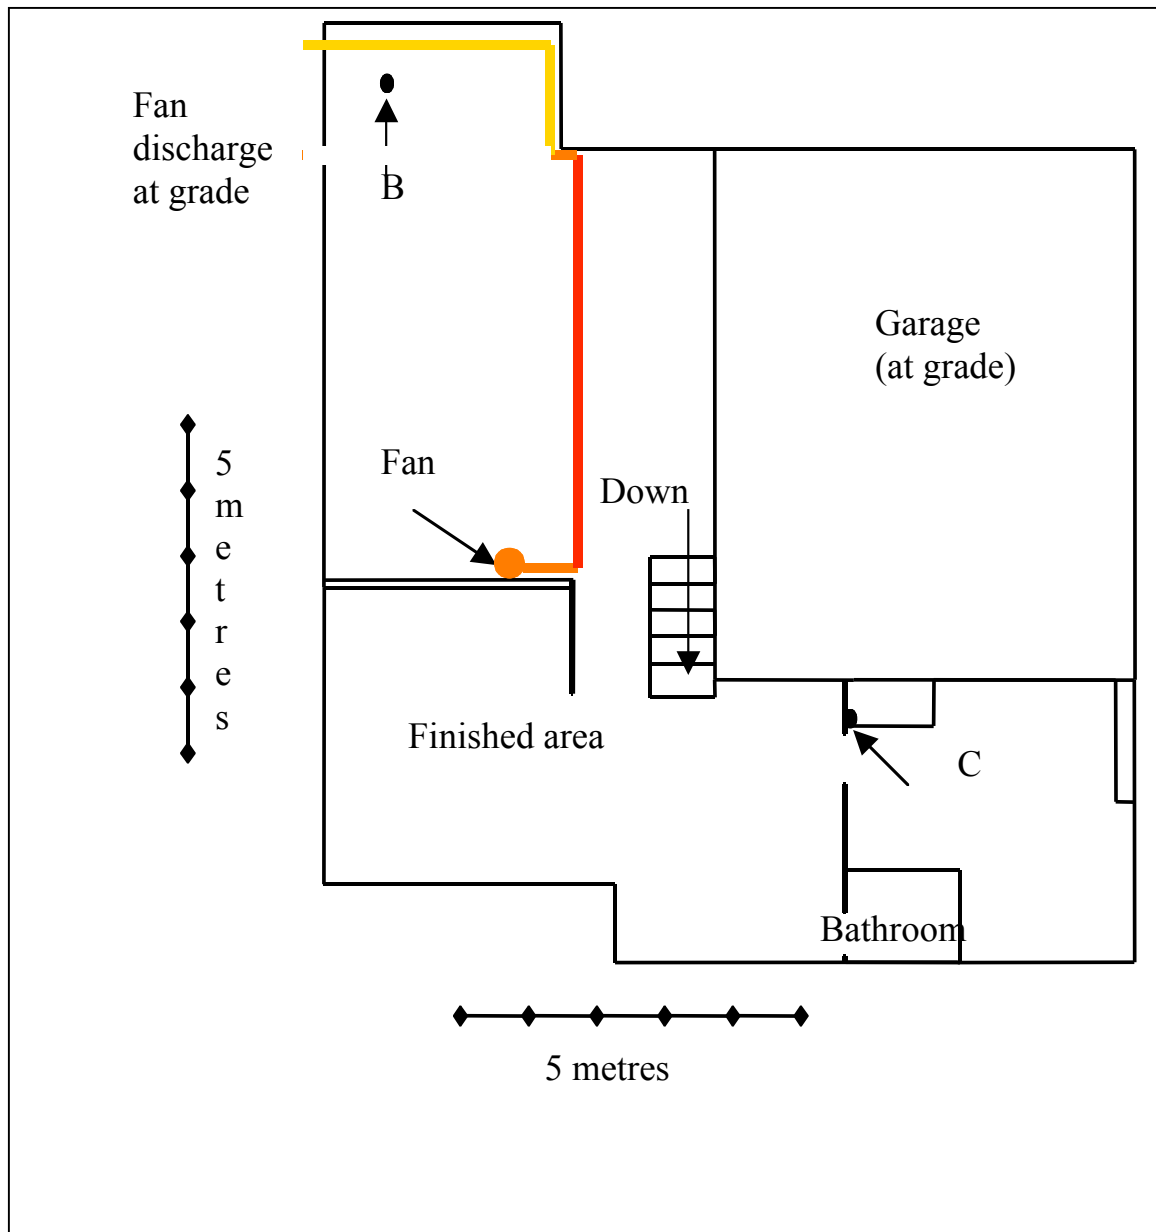 Fan
discharge
at grade
B
Garage
(at grade)
Fan
Down
5
m
e
t
r
e
s
Finished area
C
Bathroom
5 metres